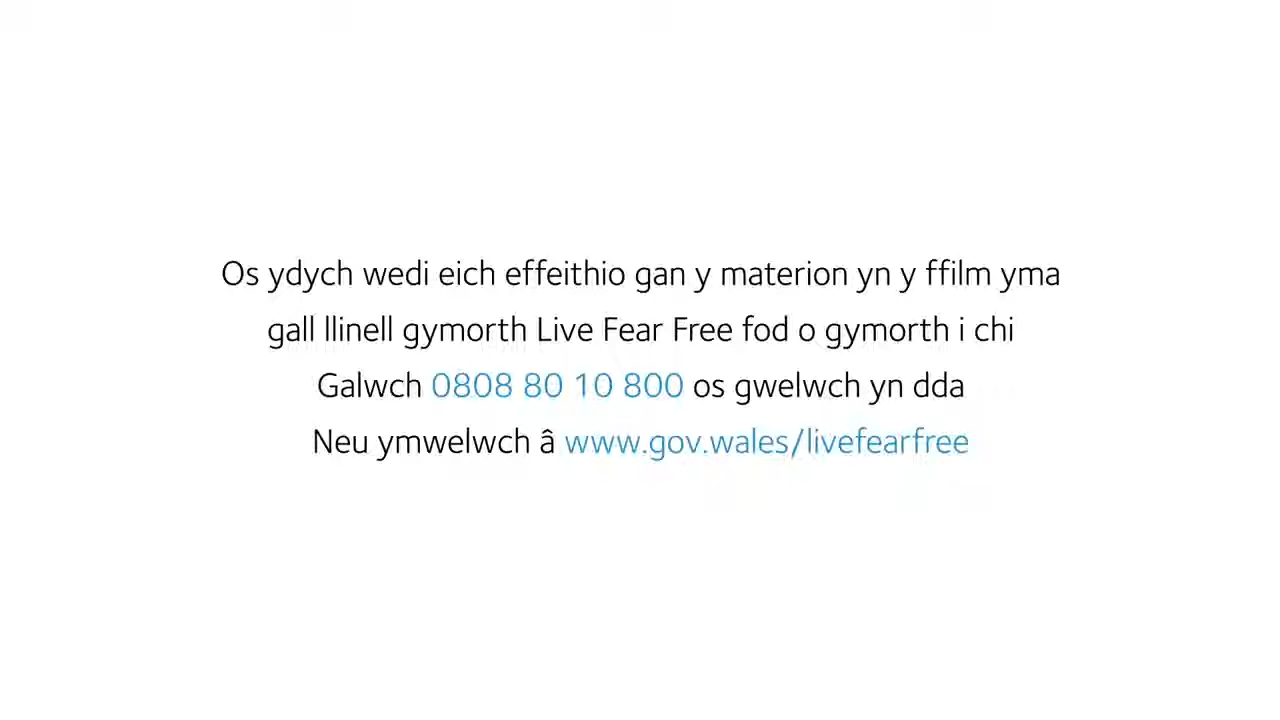 Os ydych wedi eich effeithio gan y materion yn y ffilm yma
gall llinell gymorth Live Fear Free fod o gymorth i chi
Galwch 0808 80 10 800 os gwelwch yn dda
Neu ymwelwch â www.gov.wales/livefearfree